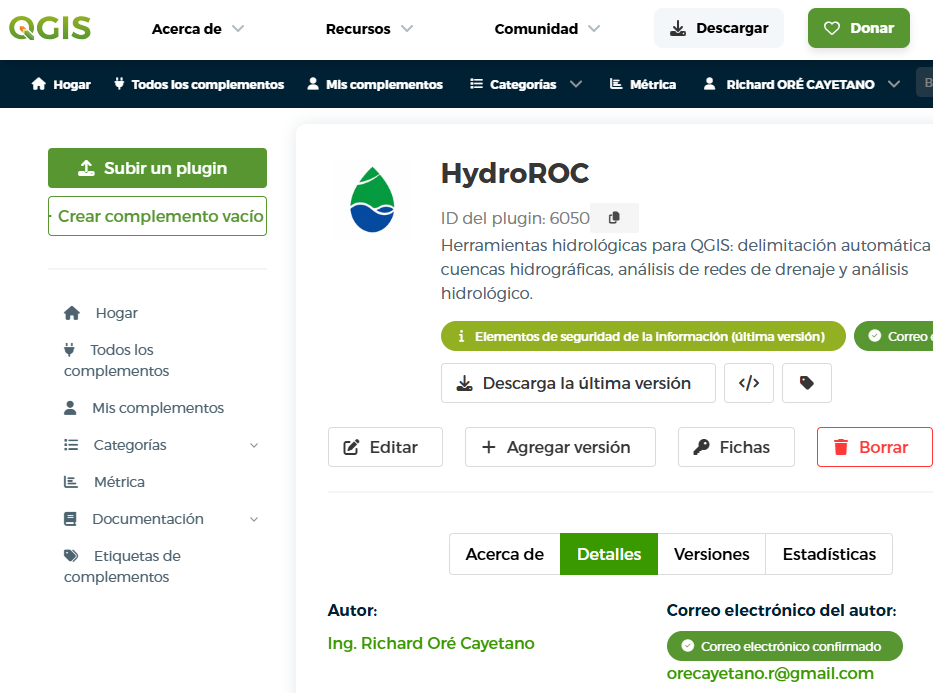 QGIS
Acerca de
Recursos
Comunidad
Descargar
Donar
Hogar
Todos los complementos
Mis complementos
Categorías
Métrica
Richard ORÉ CAYETANO
B
Subir un plugin
Crear complemento vacío
Hogar
Todos los
complementos
Mis complementos
Categorías
Métrica
Documentación
Etiquetas de
complementos
HydroROC
ID del plugin: 6050
Herramientas hidrológicas para QGIS: delimitación automática
cuencas hidrográficas, análisis de redes de drenaje y análisis
hidrológico.
Elementos de seguridad de la información (última versión)
Correo
Descarga la última versión
</>
Editar
+ Agregar versión
Fichas
Borrar
Acerca de
Detalles
Versiones
Estadísticas
Autor:
Ing. Richard Oré Cayetano
Correo electrónico del autor:
Correo electrónico confirmado
orecayetano.r@gmail.com